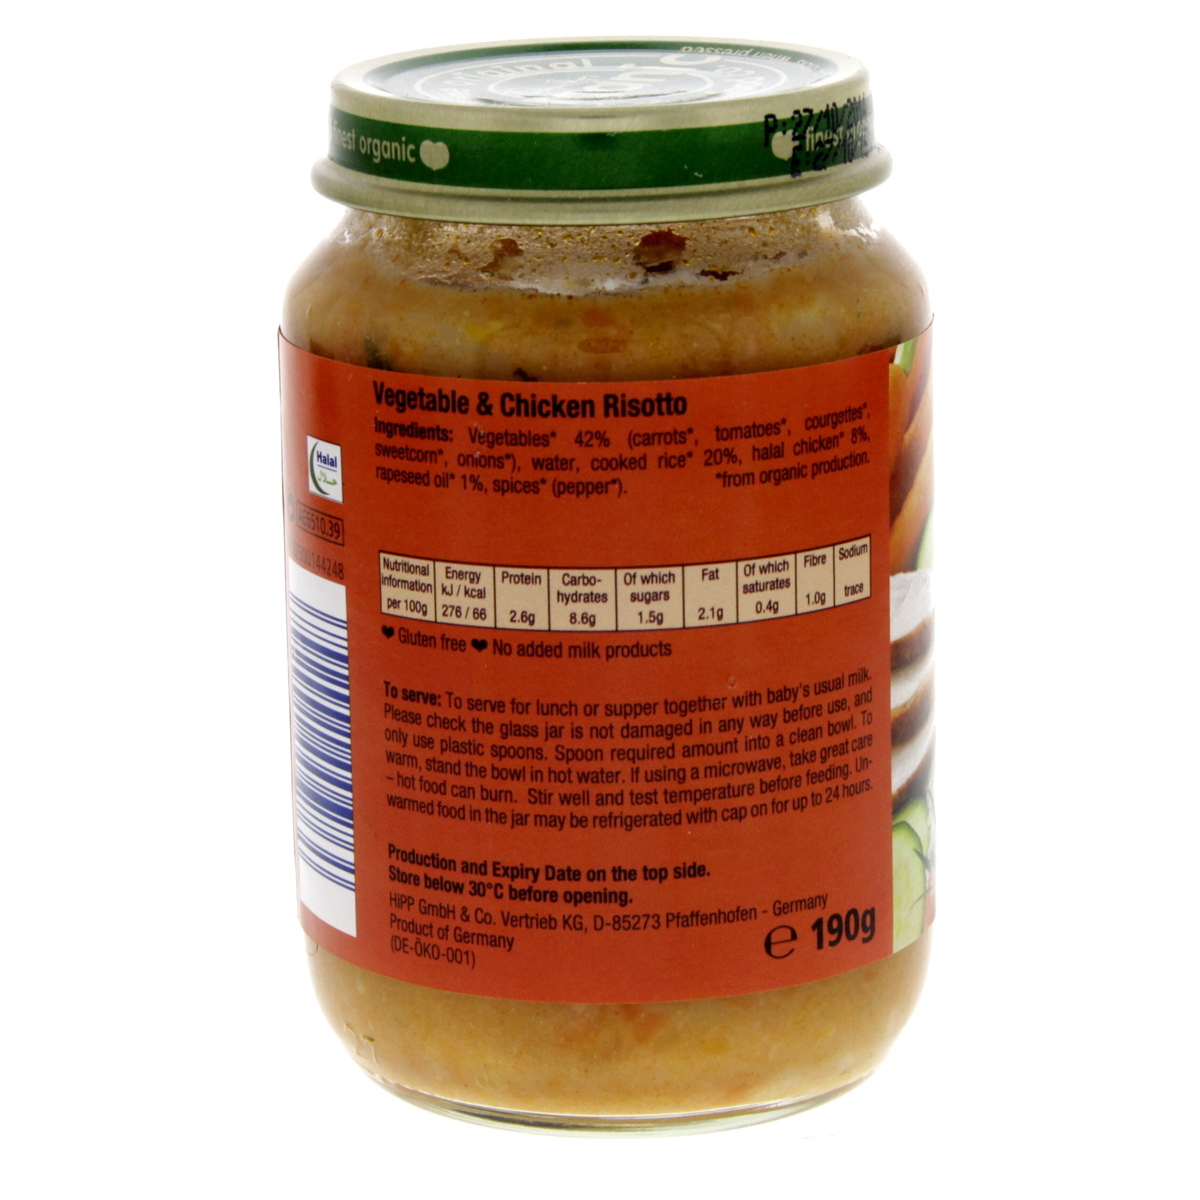 finest organic
P:27/10/
finest
Vegetable & Chicken Risotto
Ingredients: Vegetables* 42% (carrots*, tomatoes*, courgettes*,
sweetcorn*, onions*), water, cooked rice* 20%, halal chicken* 8%,
rapeseed oil* 1%, spices* (pepper*). *from organic production.
Halal
حلال
510.39
144248
Nutritional information per 100g
Energy kJ / kcal 276 / 66
Protein 2.6g
Carbo-hydrates 8.6g
Of which sugars 1.5g
Fat 2.1g
Of which saturates 0.4g
Fibre 1.0g
Sodium trace
Gluten free No added milk products
To serve: To serve for lunch or supper together with baby's usual milk.
Please check the glass jar is not damaged in any way before use, and
only use plastic spoons. Spoon required amount into a clean bowl. To
warm, stand the bowl in hot water. If using a microwave, take great care
– hot food can burn. Stir well and test temperature before feeding. Un-
warmed food in the jar may be refrigerated with cap on for up to 24 hours.
Production and Expiry Date on the top side.
Store below 30°C before opening.
HiPP GmbH & Co. Vertrieb KG, D-85273 Pfaffenhofen - Germany
Product of Germany
(DE-ÖKO-001)
e 190g